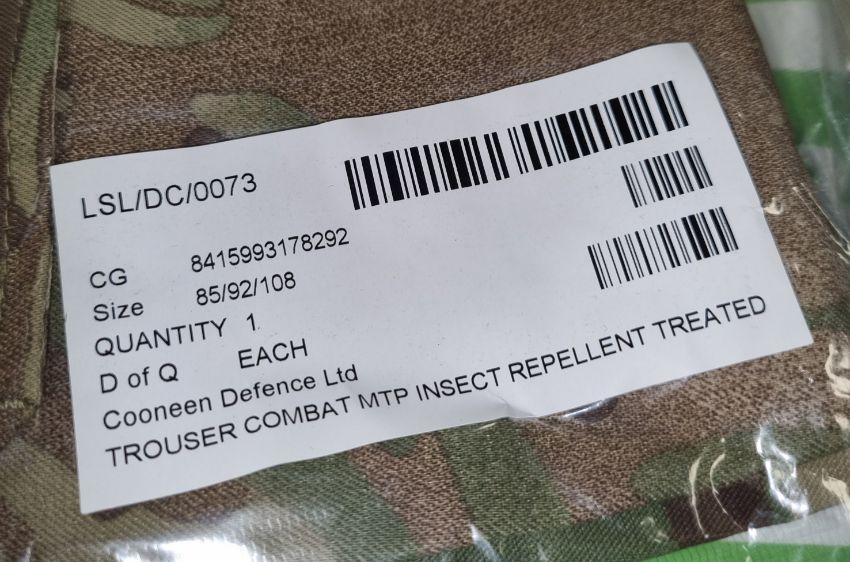 LSL/DC/0073
CG 8415993178292
Size 85/92/108
QUANTITY 1
D of Q EACH
Cooneen Defence Ltd
TROUSER COMBAT MTP INSECT REPELLENT TREATED